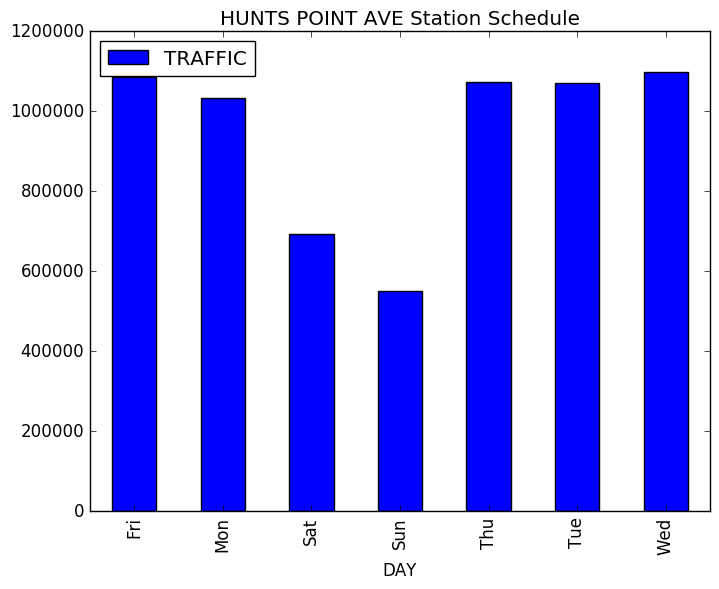 HUNTS POINT AVE Station Schedule
TRAFFIC
1200000
1000000
800000
600000
400000
200000
0
Fri
Mon
Sat
Sun
Thu
Tue
Wed
DAY